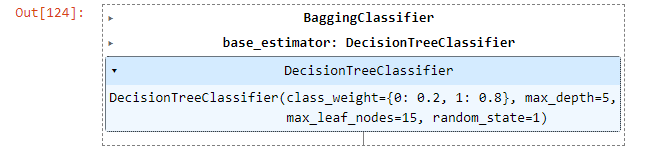 Out[124]:
▸ BaggingClassifier
▸ base_estimator: DecisionTreeClassifier
▾ DecisionTreeClassifier
DecisionTreeClassifier(class_weight={0: 0.2, 1: 0.8}, max_depth=5,
max_leaf_nodes=15, random_state=1)